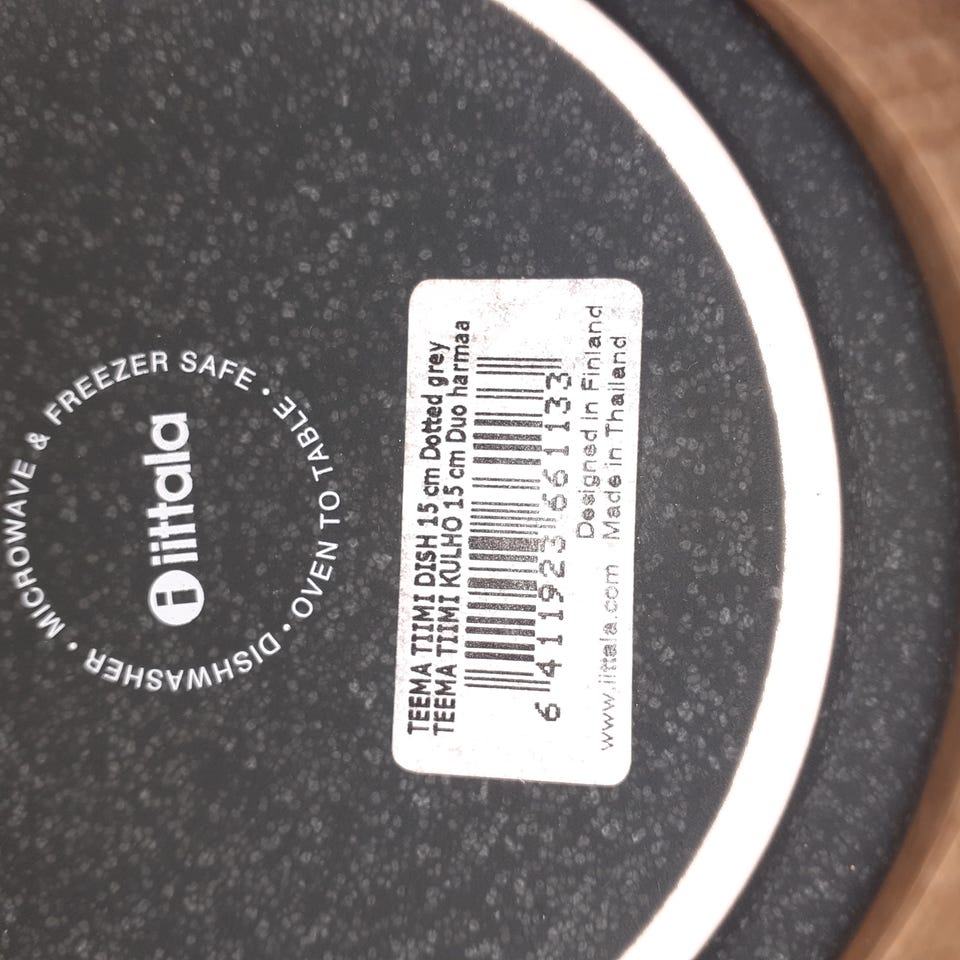 MICROWAVE & FREEZER SAFE • OVEN TO TABLE • DISHWASHER •
i iittala
TEEMA TIIMI DISH 15 cm Dotted grey
TEEMA TIIMI KULHO 15 cm Duo harmaa
6 411923 661133
Designed in Finland
www.iittala.com Made in Thailand